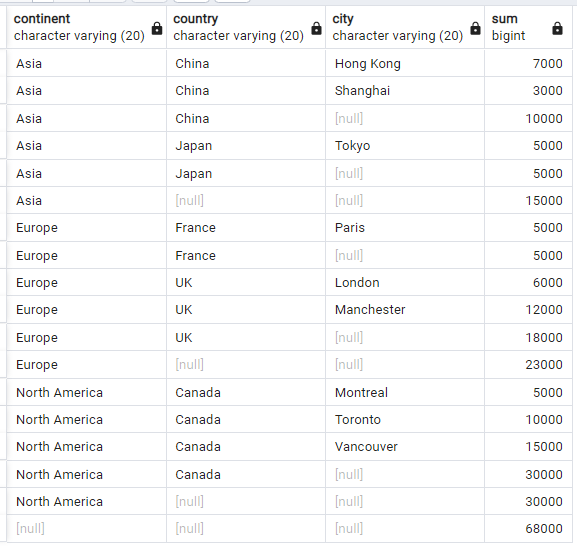 continent country city sum
character varying (20) character varying (20) character varying (20) bigint
Asia China Hong Kong 7000
Asia China Shanghai 3000
Asia China [null] 10000
Asia Japan Tokyo 5000
Asia Japan [null] 5000
Asia [null] [null] 15000
Europe France Paris 5000
Europe France [null] 5000
Europe UK London 6000
Europe UK Manchester 12000
Europe UK [null] 18000
Europe [null] [null] 23000
North America Canada Montreal 5000
North America Canada Toronto 10000
North America Canada Vancouver 15000
North America Canada [null] 30000
North America [null] [null] 30000
[null] [null] [null] 68000